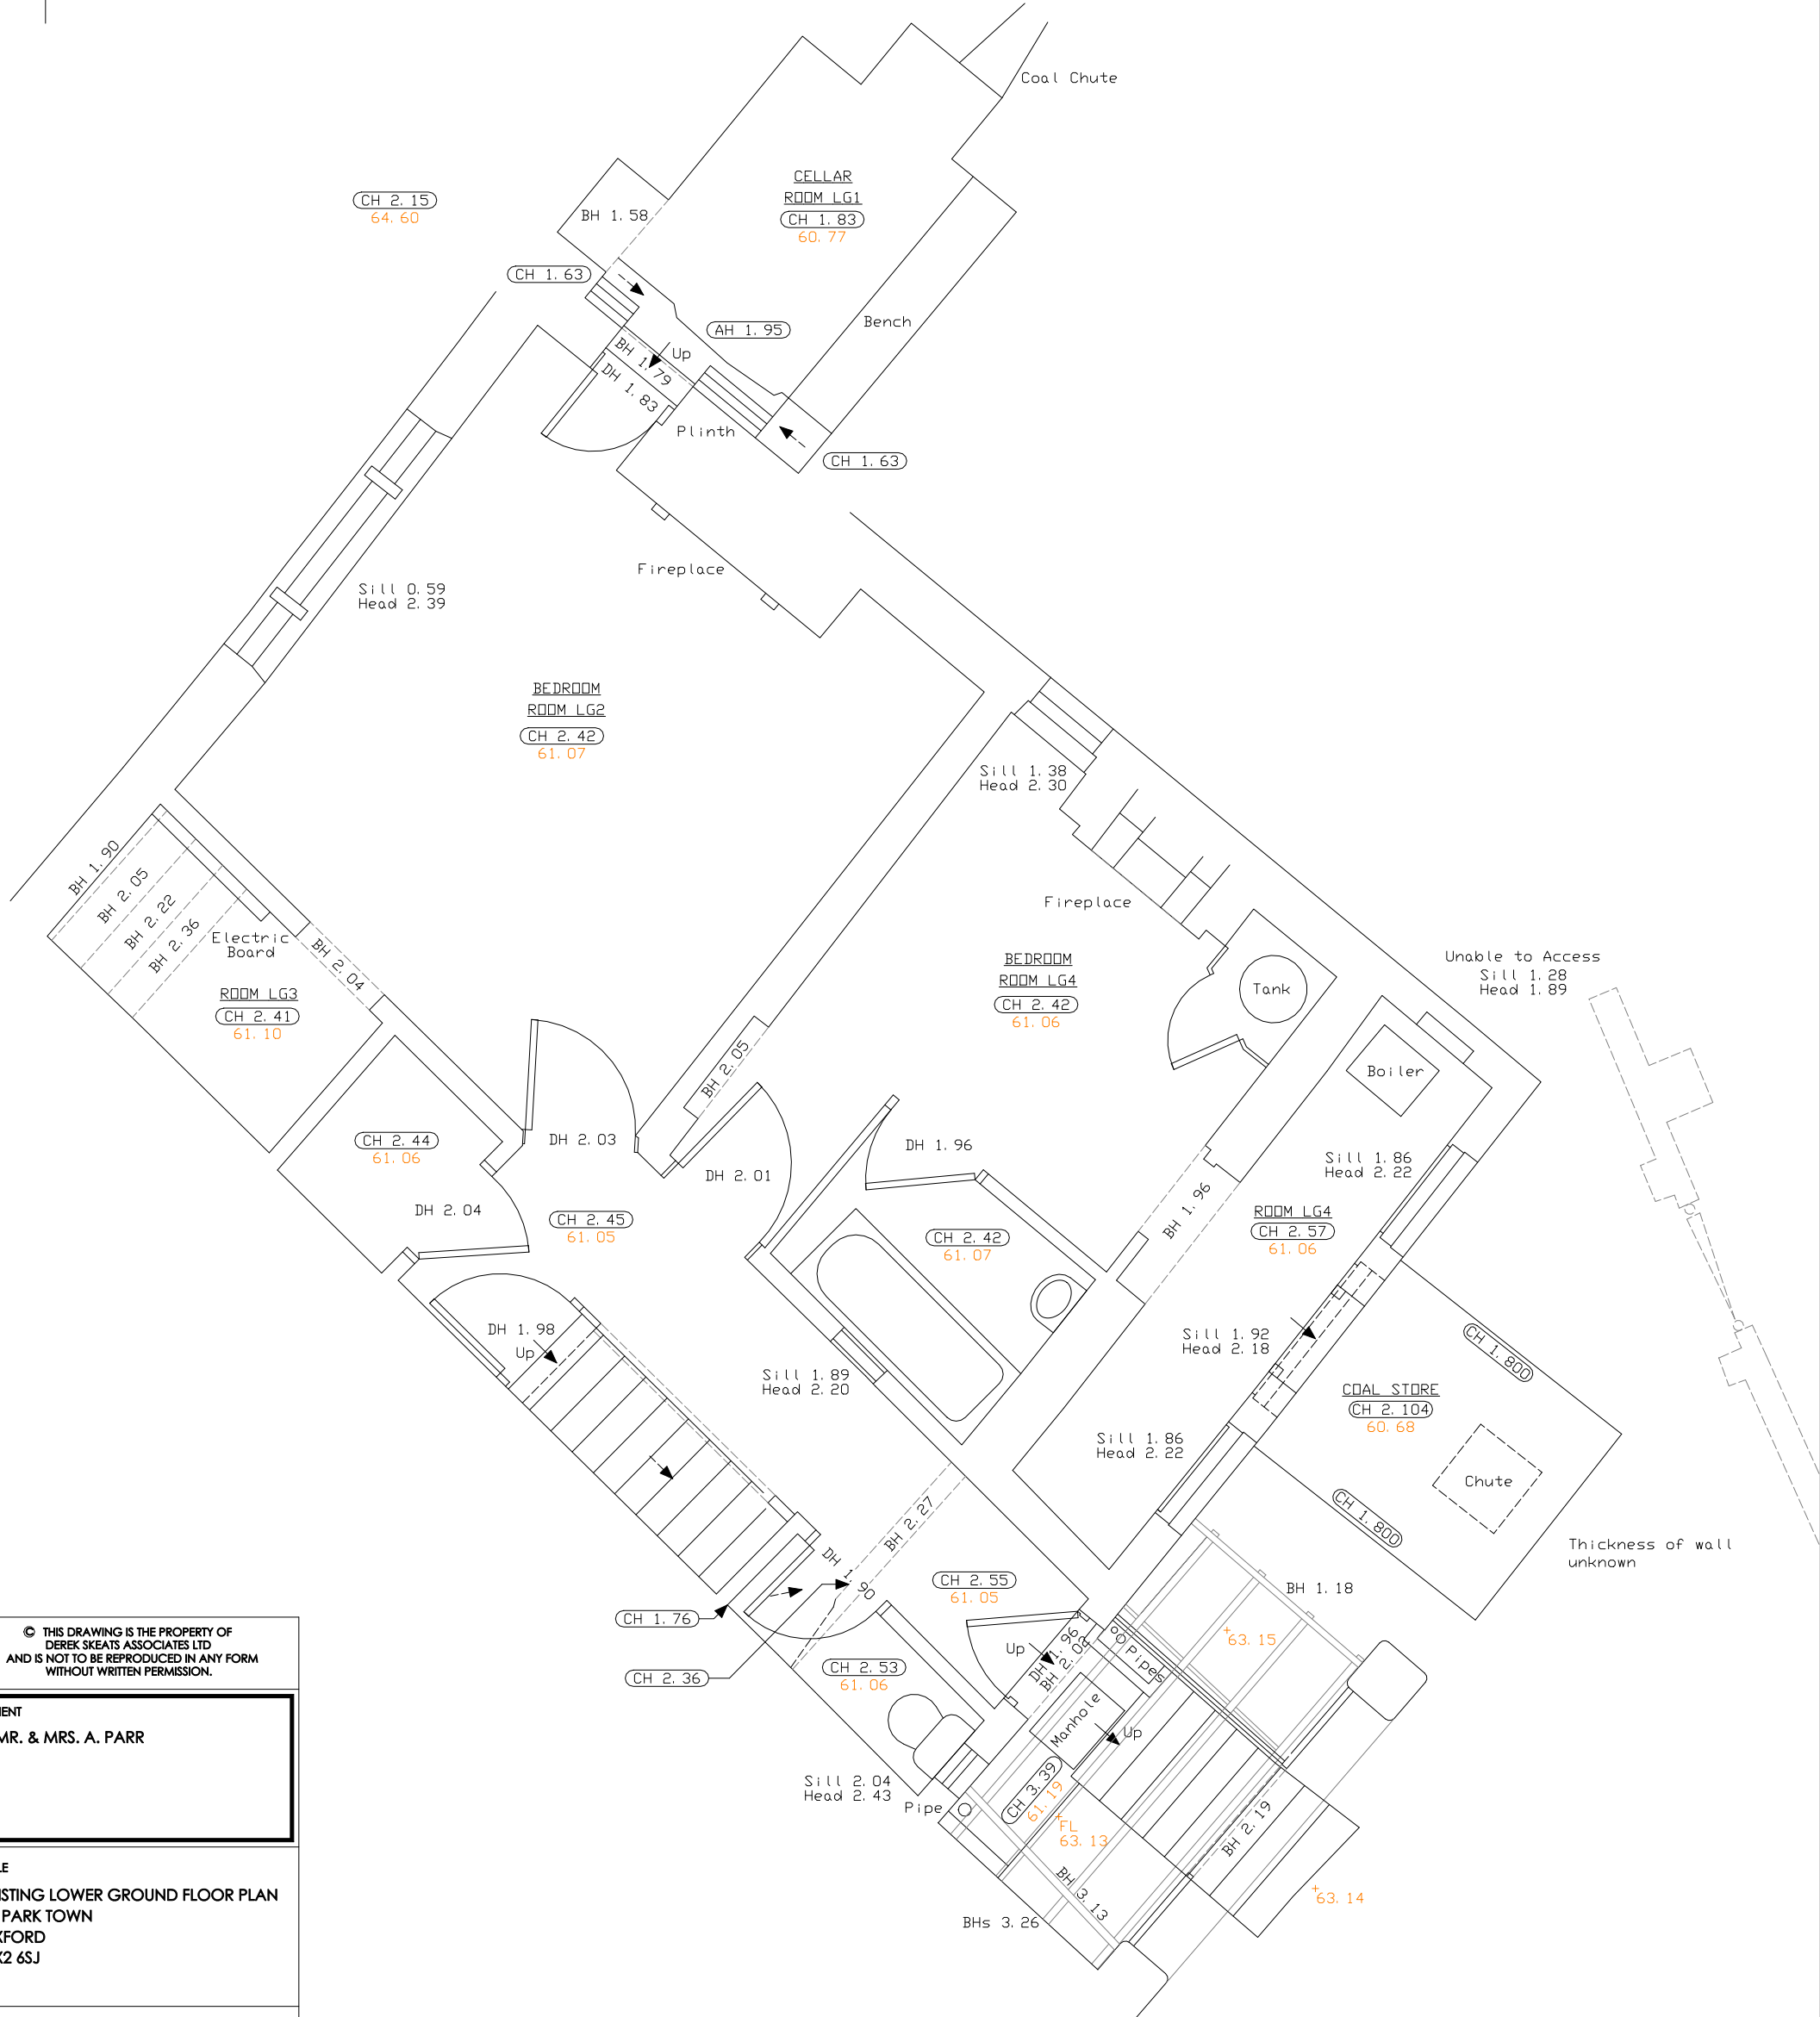 Coal Chute
CELLAR
ROOM LG1
CH 1.83
60.77
CH 2.15
64.60
BH 1.58
CH 1.63
AH 1.95
Bench
Up
BH 1.79
DH 1.83
Plinth
CH 1.63
Fireplace
Sill 0.59
Head 2.39
BEDROOM
ROOM LG2
CH 2.42
61.07
Sill 1.38
Head 2.30
Fireplace
BH 1.90
BH 2.05
BH 2.22
BH 2.36
Electric
Board
BH 2.04
ROOM LG3
CH 2.41
61.10
BEDROOM
ROOM LG4
CH 2.42
61.06
Tank
Unable to Access
Sill 1.28
Head 1.89
Boiler
BH 2.05
CH 2.44
61.06
DH 2.03
DH 2.01
DH 1.96
Sill 1.86
Head 2.22
BH 1.96
ROOM LG4
CH 2.57
61.06
DH 2.04
CH 2.45
61.05
CH 2.42
61.07
DH 1.98
Up
Sill 1.89
Head 2.20
Sill 1.92
Head 2.18
CH 1.800
COAL STORE
CH 2.104
60.68
Sill 1.86
Head 2.22
Chute
CH 1.800
Thickness of wall
unknown
BH 2.27
DH 1.90
CH 2.55
61.05
BH 1.18
CH 1.76
CH 2.36
CH 2.53
61.06
Up
DH 1.96
BH 2.02
Pipes
63.15
Manhole
Up
CH 3.39
61.19
FL
63.13
Sill 2.04
Head 2.43
Pipe
BH 2.19
BH 3.13
BHs 3.26
63.14
© THIS DRAWING IS THE PROPERTY OF
DEREK SKEATS ASSOCIATES LTD
AND IS NOT TO BE REPRODUCED IN ANY FORM
WITHOUT WRITTEN PERMISSION.
MR. & MRS. A. PARR
LOWER GROUND FLOOR PLAN
PARK TOWN
6SJ